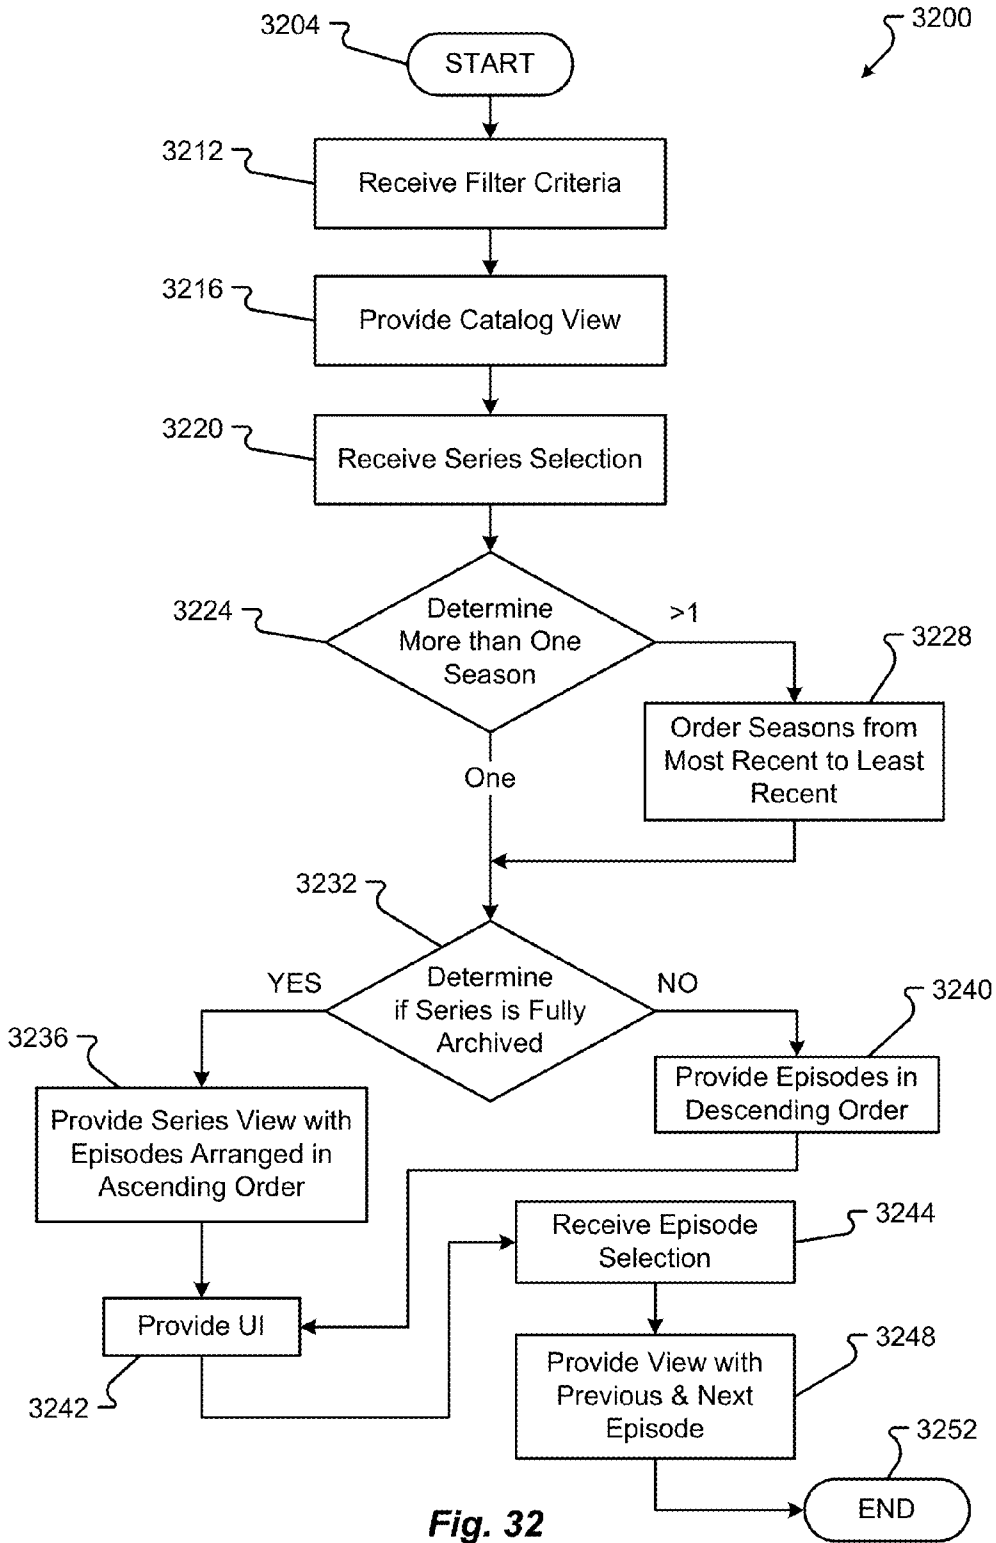 3204
START
3200
3212
Receive Filter Criteria
3216
Provide Catalog View
3220
Receive Series Selection
3224
Determine
More than One
Season
>1
3228
Order Seasons from
Most Recent to Least
Recent
One
3232
Determine
if Series is Fully
Archived
YES
NO
3236
Provide Series View with
Episodes Arranged in
Ascending Order
3240
Provide Episodes in
Descending Order
3244
Receive Episode
Selection
Provide UI
3242
3248
Provide View with
Previous & Next
Episode
3252
END
Fig. 32